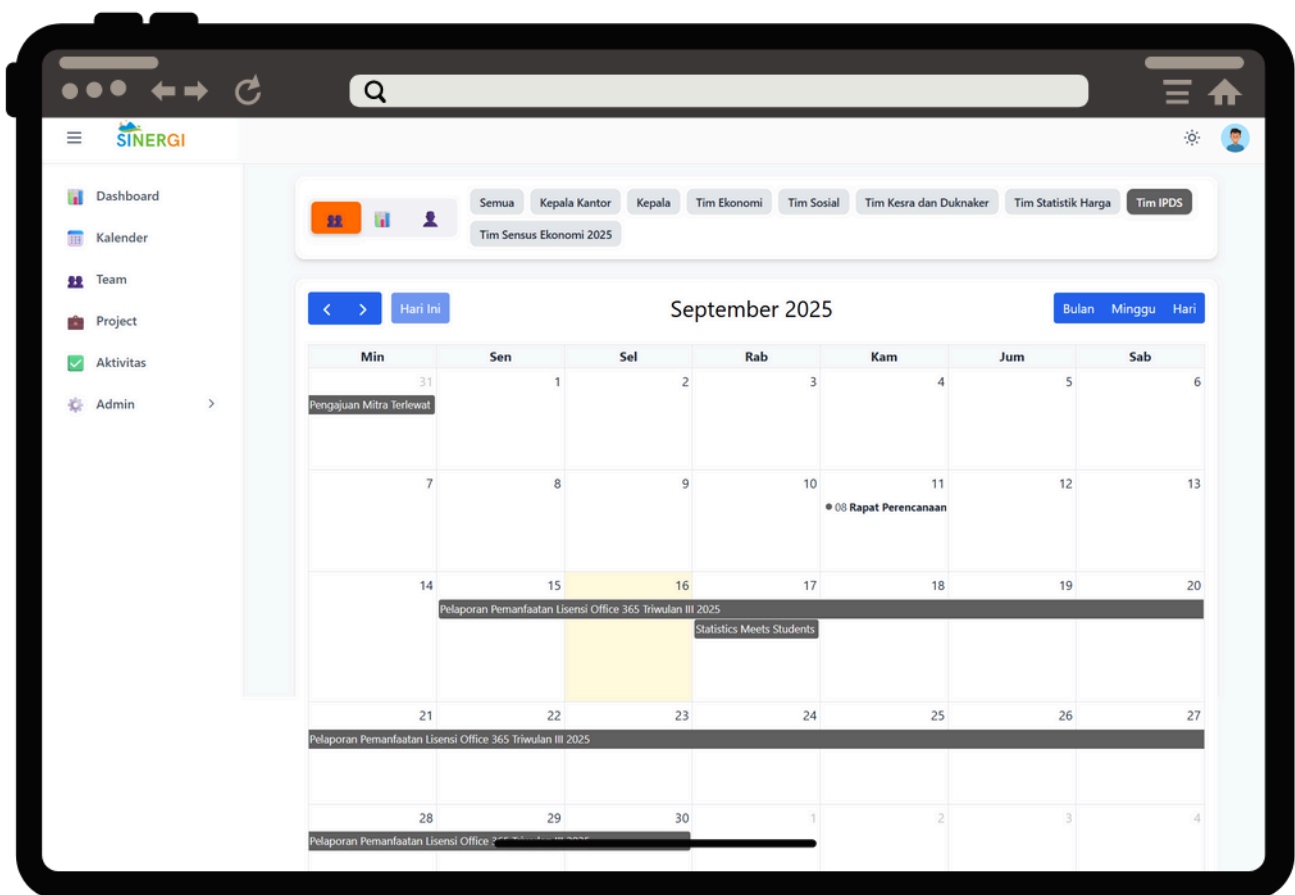 SINERGI
Dashboard
Kalender
Team
Project
Aktivitas
Admin
Semua Kepala Kantor Kepala Tim Ekonomi Tim Sosial Tim Kesra dan Duknaker Tim Statistik Harga Tim IPDS
Tim Sensus Ekonomi 2025
Hari Ini
September 2025
Bulan Minggu Hari
Min Sen Sel Rab Kam Jum Sab
31 1 2 3 4 5 6
Pengajuan Mitra Terlewat
7 8 9 10 11 12 13
08 Rapat Perencanaan
14 15 16 17 18 19 20
Pelaporan Pemanfaatan Lisensi Office 365 Triwulan III 2025
Statistics Meets Students
21 22 23 24 25 26 27
Pelaporan Pemanfaatan Lisensi Office 365 Triwulan III 2025
28 29 30 1 2 3 4
Pelaporan Pemanfaatan Lisensi Office 365 Triwulan III 2025